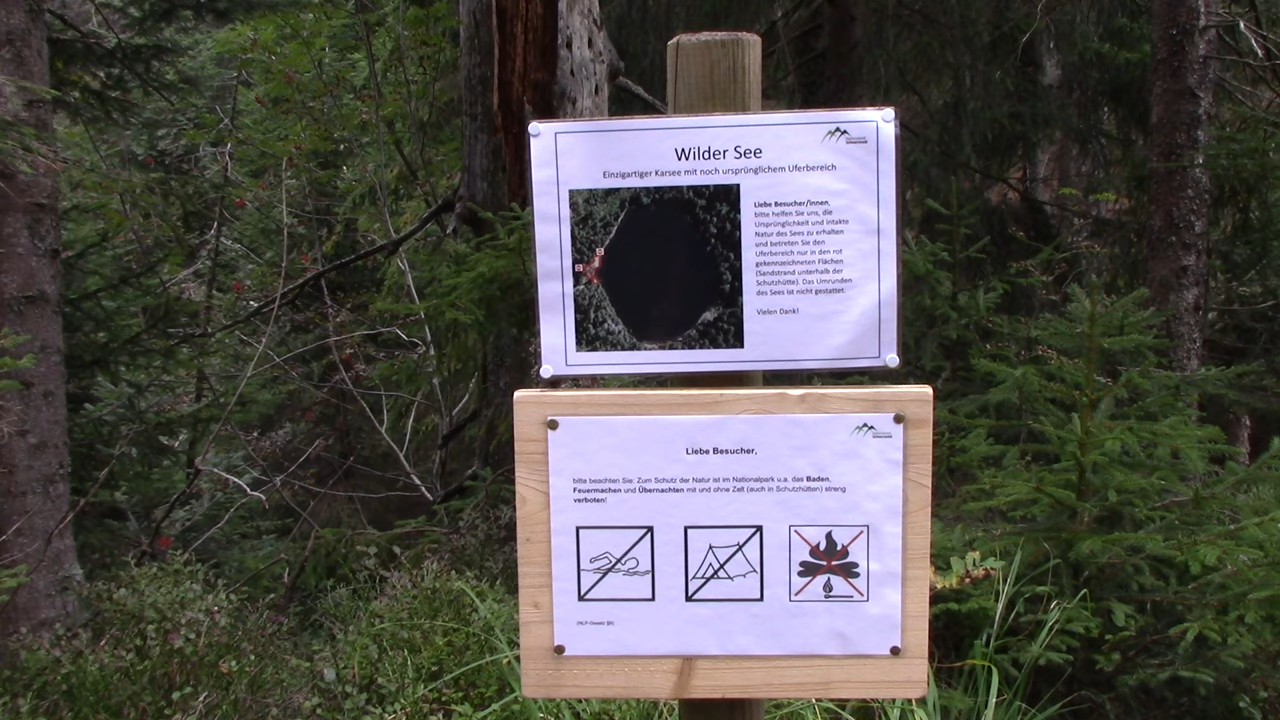 Wilder See
Einzigartiger Karsee mit noch ursprünglichem Uferbereich
Liebe Besucher/innen,
bitte helfen Sie uns, die
Ursprünglichkeit und intakte
Natur des Sees zu erhalten
und betreten Sie den
Uferbereich nur in den rot
gekennzeichneten Flächen
(Sandstrand unterhalb der
Schutzhütte). Das Umrunden
des Sees ist nicht gestattet.
Vielen Dank!
Liebe Besucher,
bitte beachten Sie: Zum Schutz der Natur ist im Nationalpark u.a. das Baden,
Feuermachen und Übernachten mit und ohne Zelt (auch in Schutzhütten) streng
verboten!
(NLP-Gesetz §9)